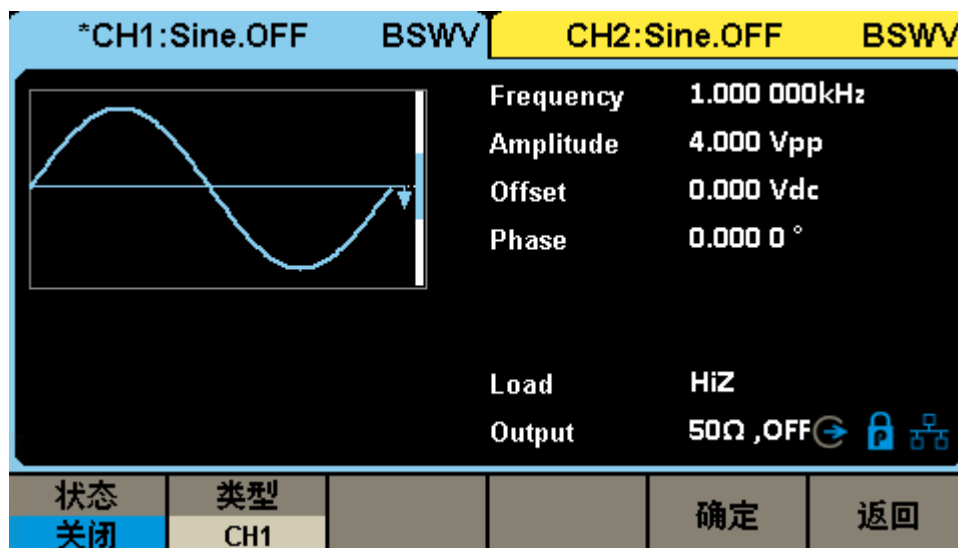 *CH1:Sine.OFF BSWV CH2:Sine.OFF BSWV
Frequency 1.000 000kHz
Amplitude 4.000 Vpp
Offset 0.000 Vdc
Phase 0.000 0 °
Load HiZ
Output 50Ω ,OFF P
状态 类型 确定 返回
关闭 CH1